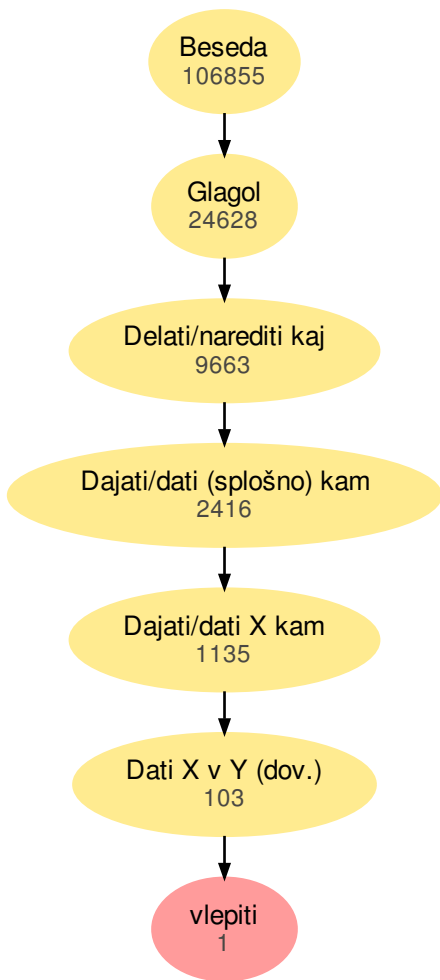 Beseda
106855
Glagol
24628
Delati/narediti kaj
9663
Dajati/dati (splošno) kam
2416
Dajati/dati X kam
1135
Dati X v Y (dov.)
103
vlepiti
1